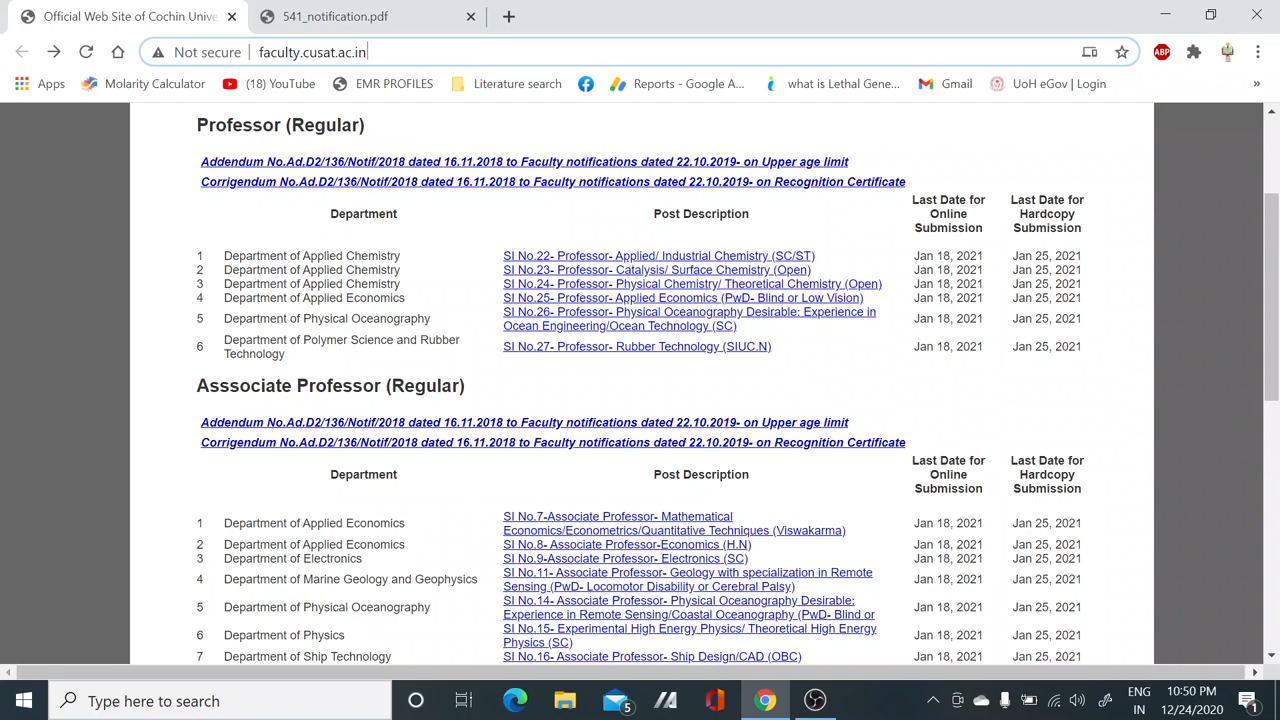 Official Web Site of Cochin Unive
541_notification.pdf
Not secure
faculty.cusat.ac.in
ABP
Apps
Molarity Calculator
(18) YouTube
EMR PROFILES
Literature search
Reports - Google A...
what is Lethal Gene...
Gmail
UoH eGov | Login
»
Professor (Regular)
Addendum No.Ad.D2/136/Notif/2018 dated 16.11.2018 to Faculty notifications dated 22.10.2019- on Upper age limit
Corrigendum No.Ad.D2/136/Notif/2018 dated 16.11.2018 to Faculty notifications dated 22.10.2019- on Recognition Certificate
Department Post Description Last Date for Online Submission Last Date for Hardcopy Submission
1 Department of Applied Chemistry SI No.22- Professor- Applied/ Industrial Chemistry (SC/ST) Jan 18, 2021 Jan 25, 2021
2 Department of Applied Chemistry SI No.23- Professor- Catalysis/ Surface Chemistry (Open) Jan 18, 2021 Jan 25, 2021
3 Department of Applied Chemistry SI No.24- Professor- Physical Chemistry/ Theoretical Chemistry (Open) Jan 18, 2021 Jan 25, 2021
4 Department of Applied Economics SI No.25- Professor- Applied Economics (PwD- Blind or Low Vision) Jan 18, 2021 Jan 25, 2021
5 Department of Physical Oceanography SI No.26- Professor- Physical Oceanography Desirable: Experience in Ocean Engineering/Ocean Technology (SC) Jan 18, 2021 Jan 25, 2021
6 Department of Polymer Science and Rubber Technology SI No.27- Professor- Rubber Technology (SIUC.N) Jan 18, 2021 Jan 25, 2021
Asssociate Professor (Regular)
Addendum No.Ad.D2/136/Notif/2018 dated 16.11.2018 to Faculty notifications dated 22.10.2019- on Upper age limit
Corrigendum No.Ad.D2/136/Notif/2018 dated 16.11.2018 to Faculty notifications dated 22.10.2019- on Recognition Certificate
Department Post Description Last Date for Online Submission Last Date for Hardcopy Submission
1 Department of Applied Economics SI No.7-Associate Professor- Mathematical Economics/Econometrics/Quantitative Techniques (Viswakarma) Jan 18, 2021 Jan 25, 2021
2 Department of Applied Economics SI No.8- Associate Professor-Economics (H.N) Jan 18, 2021 Jan 25, 2021
3 Department of Electronics SI No.9-Associate Professor- Electronics (SC) Jan 18, 2021 Jan 25, 2021
4 Department of Marine Geology and Geophysics SI No.11- Associate Professor- Geology with specialization in Remote Sensing (PwD- Locomotor Disability or Cerebral Palsy) Jan 18, 2021 Jan 25, 2021
5 Department of Physical Oceanography SI No.14- Associate Professor- Physical Oceanography Desirable: Experience in Remote Sensing/Coastal Oceanography (PwD- Blind or Jan 18, 2021 Jan 25, 2021
6 Department of Physics SI No.15- Experimental High Energy Physics/ Theoretical High Energy Physics (SC) Jan 18, 2021 Jan 25, 2021
7 Department of Ship Technology SI No.16- Associate Professor- Ship Design/CAD (OBC) Jan 18, 2021 Jan 25, 2021
Type here to search
5
ENG
IN
10:50 PM
12/24/2020
1